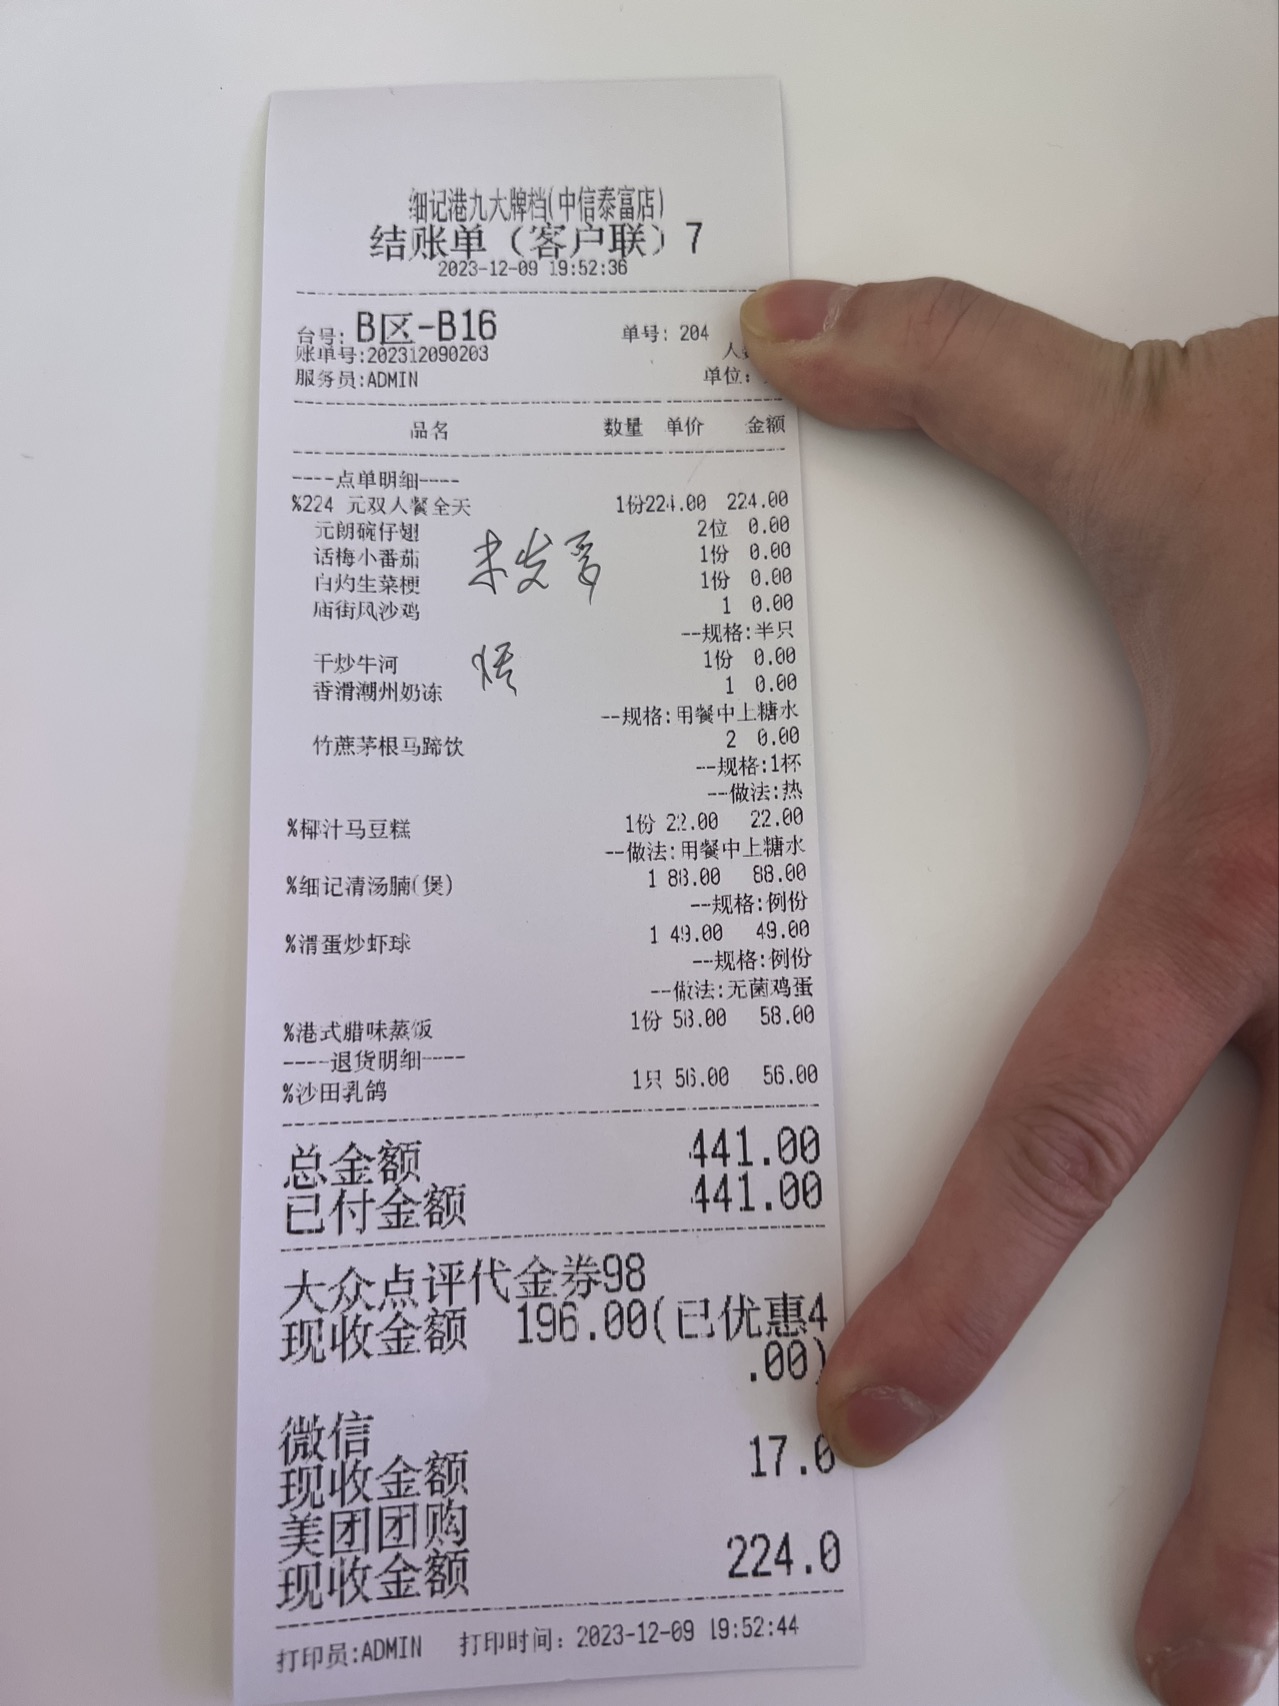 细记港九大牌档(中信泰富店)
结账单（客户联）7
2023-12-09 19:52:36
台号: B区-B16 单号: 204
账单号:202312090203
服务员:ADMIN 单位:
品名 数量 单价 金额
----点单明细----
%224 元双人餐全天 1份224.00 224.00
元朗碗仔翅 2位 0.00
话梅小番茄 1份 0.00
白灼生菜梗 1份 0.00
庙街风沙鸡 1 0.00
--规格:半只
干炒牛河 1份 0.00
香滑潮州奶冻 1 0.00
--规格:用餐中上糖水
竹蔗茅根马蹄饮 2 0.00
--规格:1杯
--做法:热
%椰汁马豆糕 1份 22.00 22.00
--做法:用餐中上糖水
%细记清汤腩(煲) 1 88.00 88.00
--规格:例份
%滑蛋炒虾球 1 49.00 49.00
--规格:例份
--做法:无菌鸡蛋
%港式腊味蒸饭 1份 58.00 58.00
----退货明细----
%沙田乳鸽 1只 56.00 56.00
总金额 441.00
已付金额 441.00
大众点评代金券98
现收金额 196.00(已优惠4
.00)
微信
现收金额 17.0
美团团购
现收金额 224.0
打印员:ADMIN 打印时间: 2023-12-09 19:52:44